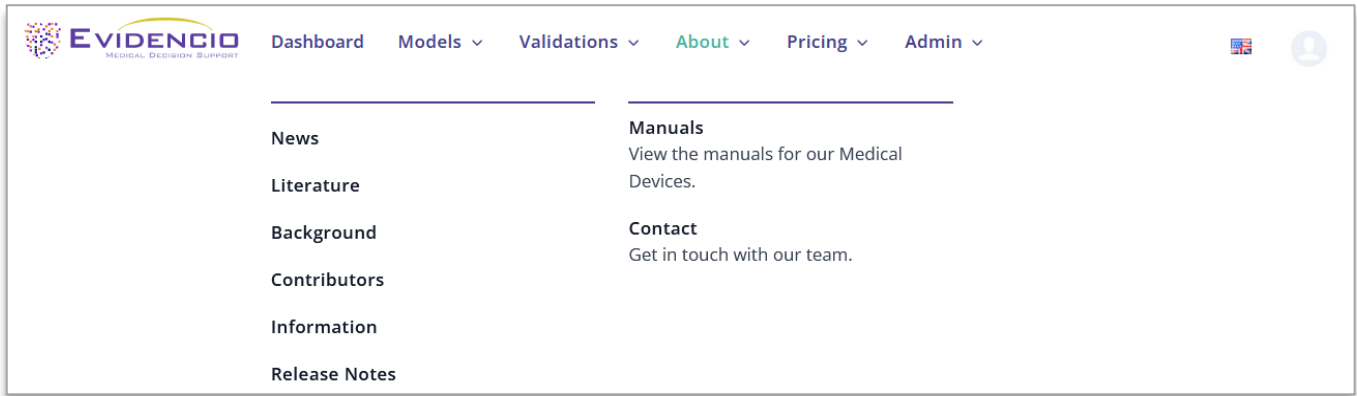 EVIDENCIO
MEDICAL DECISION SUPPORT
Dashboard Models Validations About Pricing Admin
News
Literature
Background
Contributors
Information
Release Notes
Manuals
View the manuals for our Medical
Devices.
Contact
Get in touch with our team.